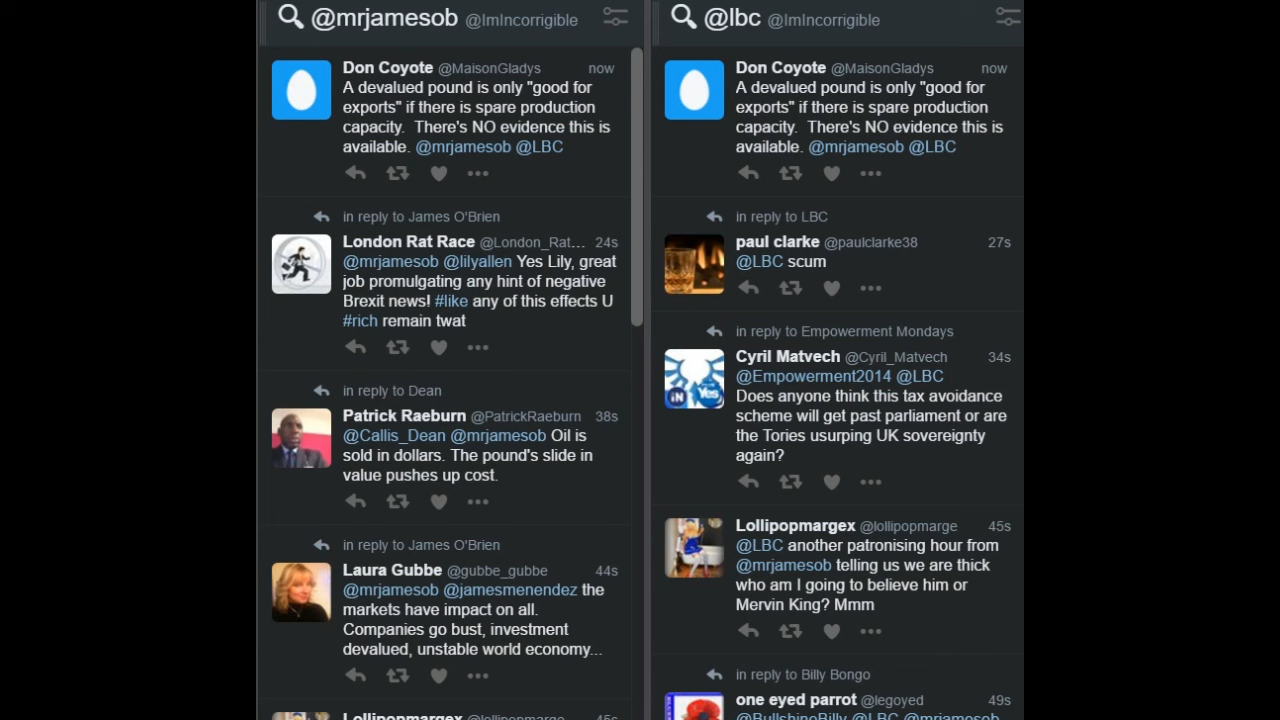 @mrjamesob @ImIncorrigible
Don Coyote @MaisonGladys now
A devalued pound is only "good for
exports" if there is spare production
capacity.  There's NO evidence this is
available. @mrjamesob @LBC
in reply to James O'Brien
London Rat Race @London_Rat... 24s
@mrjamesob @lilyallen Yes Lily, great
job promulgating any hint of negative
Brexit news! #like any of this effects U
#rich remain twat
in reply to Dean
Patrick Raeburn @PatrickRaeburn 38s
@Callis_Dean @mrjamesob Oil is
sold in dollars. The pound's slide in
value pushes up cost.
in reply to James O'Brien
Laura Gubbe @gubbe_gubbe 44s
@mrjamesob @jamesmenendez the
markets have impact on all.
Companies go bust, investment
devalued, unstable world economy...
Lollipopmargex @lollipopmarge 45s
@lbc @ImIncorrigible
Don Coyote @MaisonGladys now
A devalued pound is only "good for
exports" if there is spare production
capacity.  There's NO evidence this is
available. @mrjamesob @LBC
in reply to LBC
paul clarke @paulclarke38 27s
@LBC scum
in reply to Empowerment Mondays
Cyril Matvech @Cyril_Matvech 34s
@Empowerment2014 @LBC
Does anyone think this tax avoidance
scheme will get past parliament or are
the Tories usurping UK sovereignty
again?
iN Yes
Lollipopmargex @lollipopmarge 45s
@LBC another patronising hour from
@mrjamesob telling us we are thick
who am I going to believe him or
Mervin King? Mmm
in reply to Billy Bongo
one eyed parrot @legoyed 49s
@BullshineBilly @LBC @mrjamesob